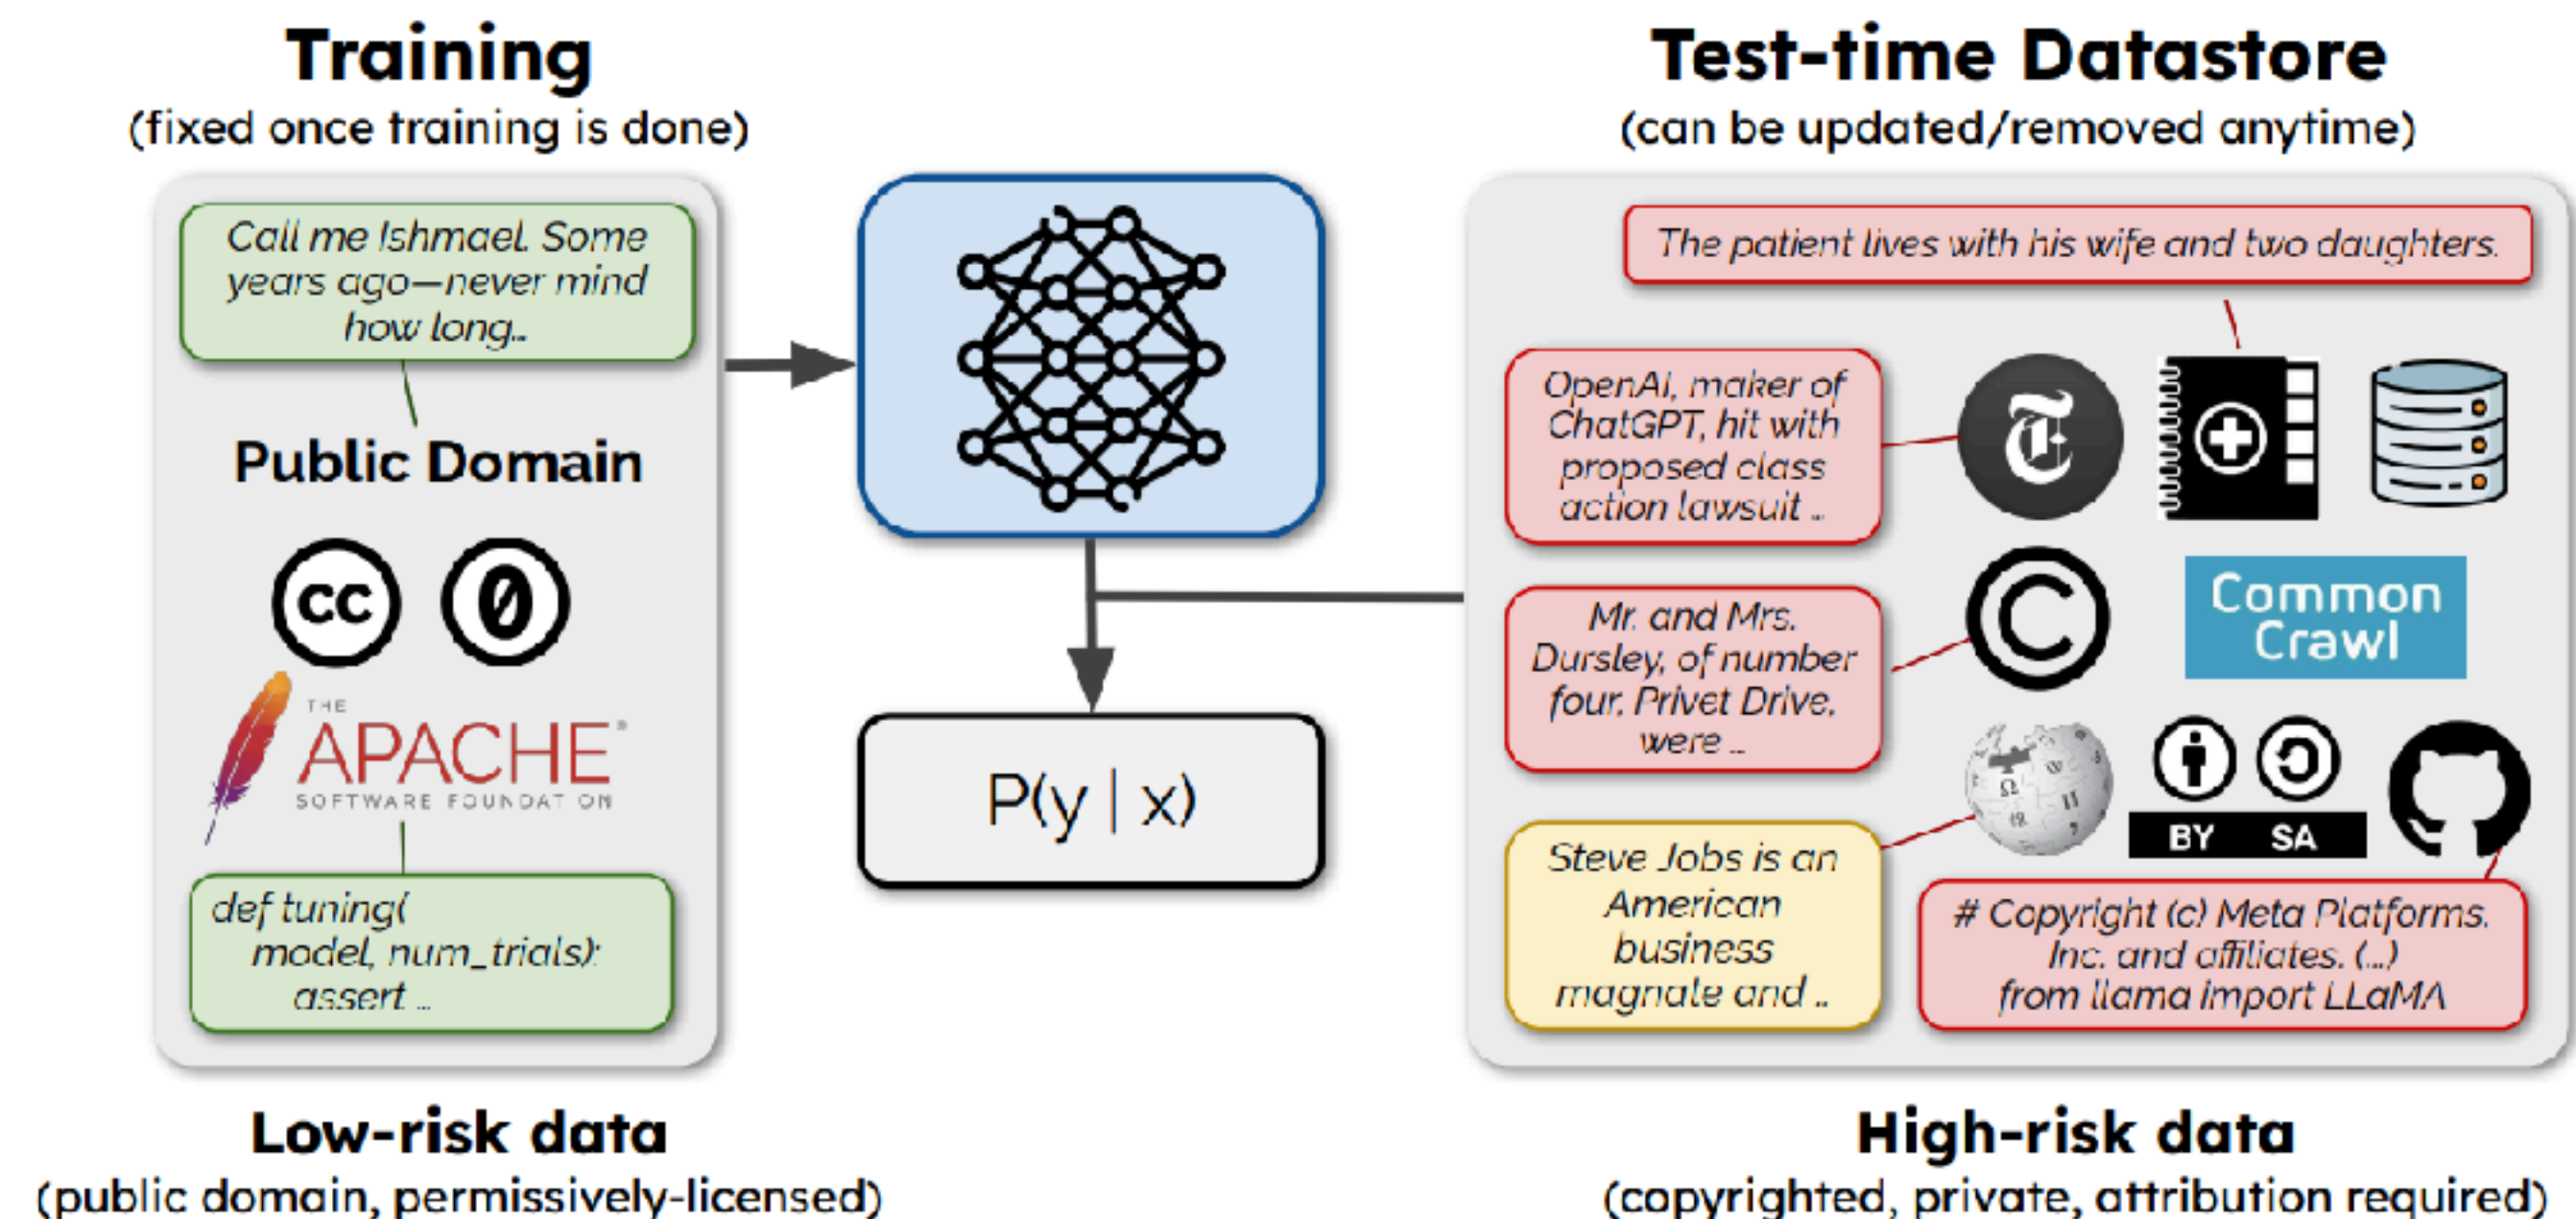 Training
(fixed once training is done)
Call me Ishmael. Some
years ago—never mind
how long...
Public Domain
cc
0
THE
APACHE®
SOFTWARE FOUNDATION
def tuning(
model, num_trials):
assert ...
Low-risk data
(public domain, permissively-licensed)
P(y | x)
Test-time Datastore
(can be updated/removed anytime)
The patient lives with his wife and two daughters.
OpenAI, maker of
ChatGPT, hit with
proposed class
action lawsuit ...
T
Mr. and Mrs.
Dursley, of number
four, Privet Drive,
were ...
©
Common
Crawl
Steve Jobs is an
American
business
magnate and ..
Ω W И
BY SA
# Copyright (c) Meta Platforms,
Inc. and affiliates. (...)
from llama import LLaMA
High-risk data
(copyrighted, private, attribution required)